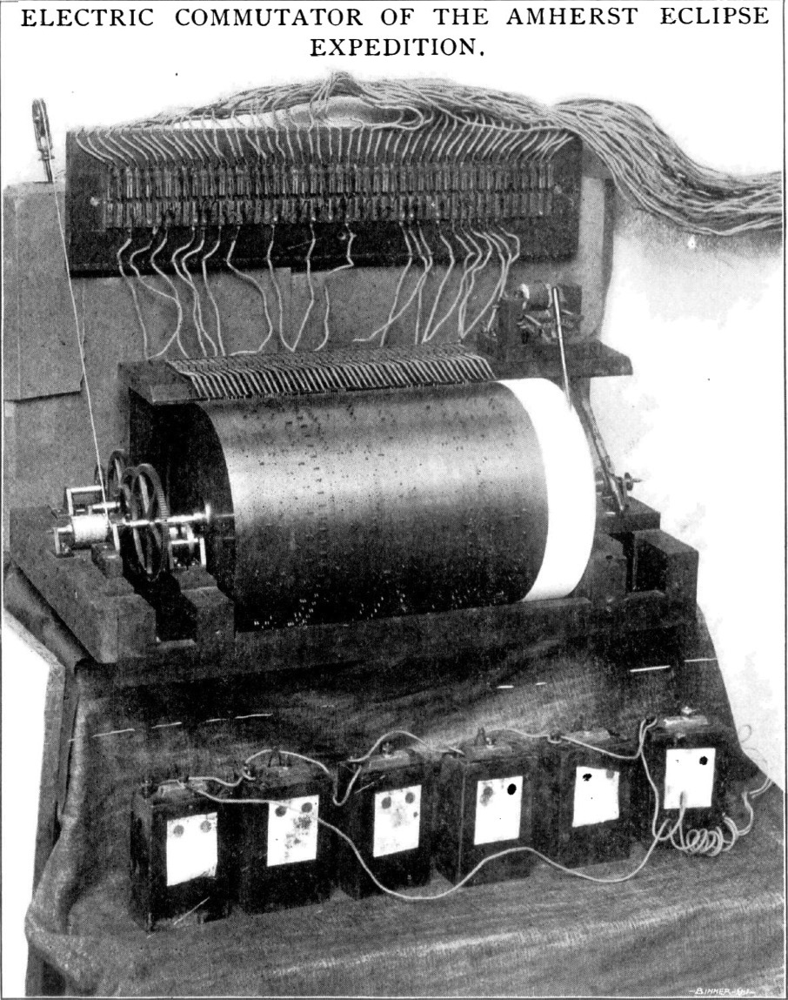 ELECTRIC COMMUTATOR OF THE AMHERST ECLIPSE
EXPEDITION.